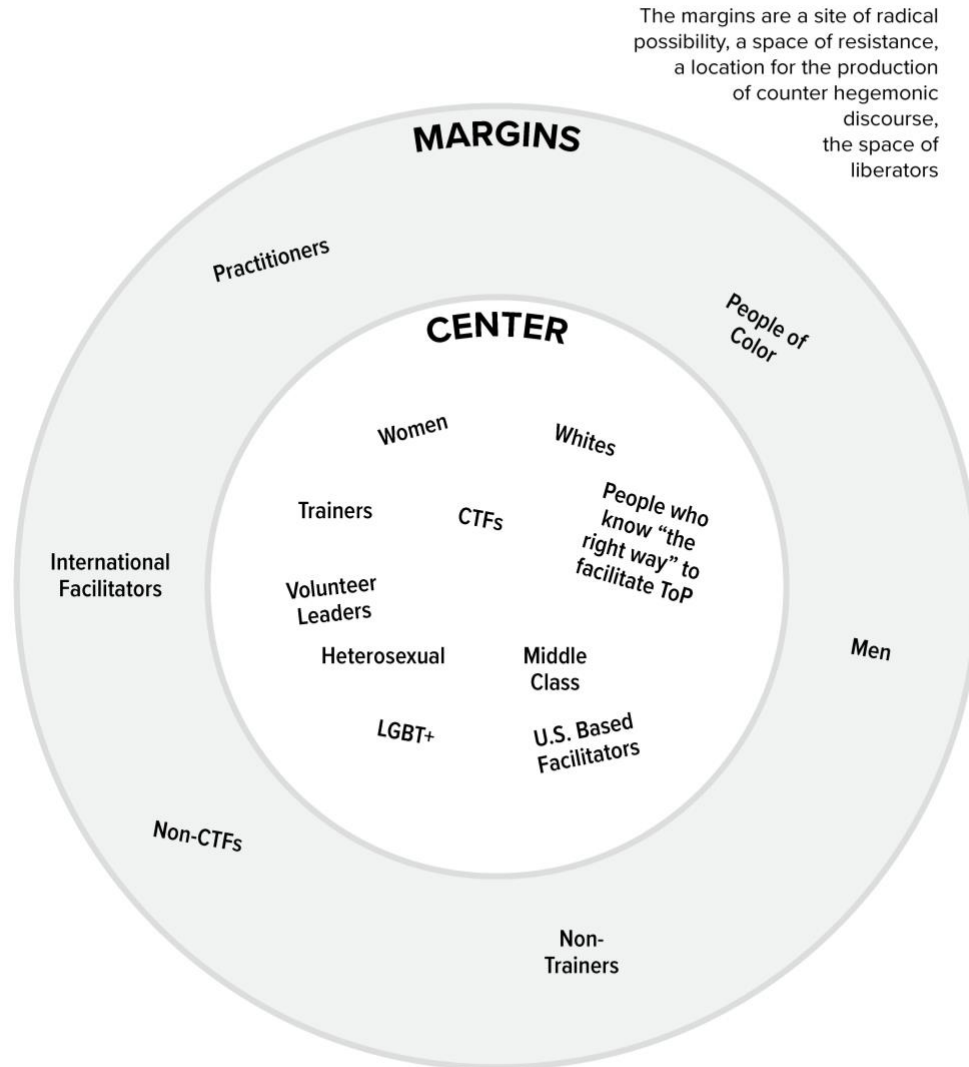 The margins are a site of radical
possibility, a space of resistance,
a location for the production
of counter hegemonic
discourse,
the space of
liberators
MARGINS
Practitioners
People of
Color
CENTER
Women
Whites
Trainers
CTFs
People who
know “the
right way” to
facilitate ToP
International
Facilitators
Volunteer
Leaders
Heterosexual
Middle
Class
Men
LGBT+
U.S. Based
Facilitators
Non-CTFs
Non-
Trainers